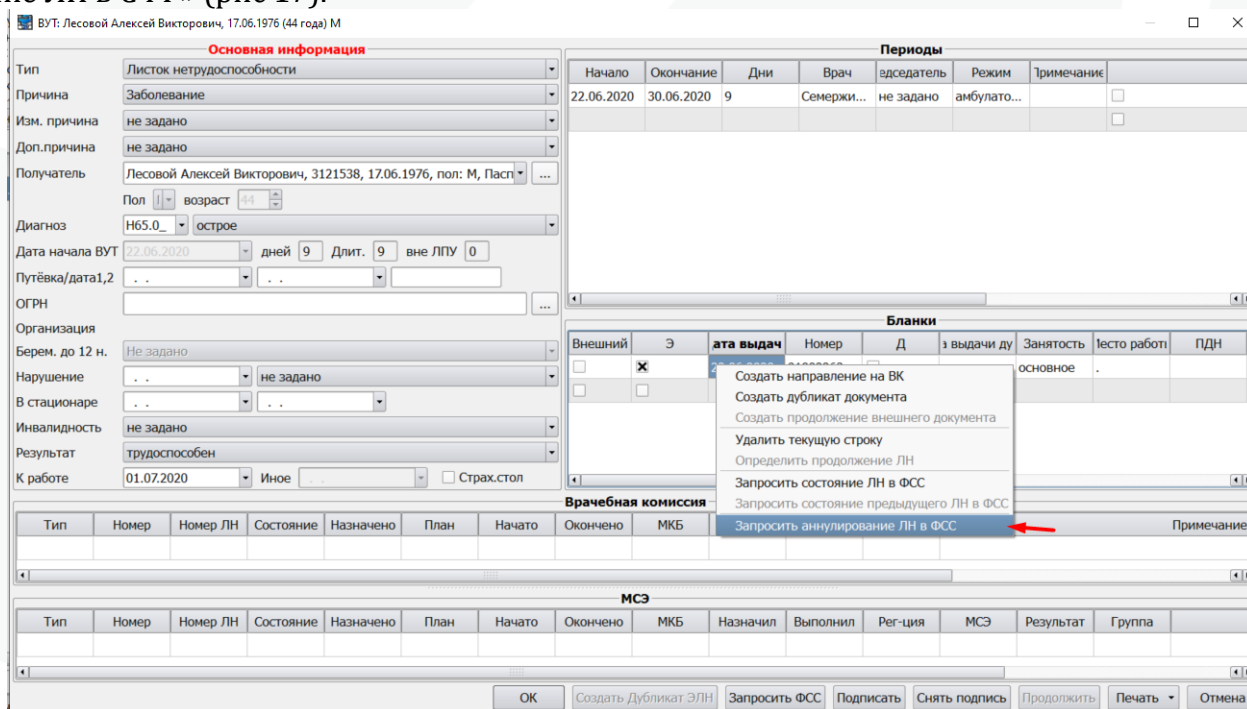 ВУТ: Лесовой Алексей Викторович, 17.06.1976 (44 года) М
Основная информация
Тип Листок нетрудоспособности
Причина Заболевание
Изм. причина не задано
Доп.причина не задано
Получатель Лесовой Алексей Викторович, 3121538, 17.06.1976, пол: М, Пасп ...
Пол возраст 44
Диагноз H65.0_ острое
Дата начала ВУТ 22.06.2020 дней 9 Длит. 9 вне ЛПУ 0
Путёвка/дата1,2 . . . .
ОГРН ...
Организация
Берем. до 12 н. Не задано
Нарушение . . не задано
В стационаре . . . .
Инвалидность не задано
Результат трудоспособен
К работе 01.07.2020 Иное . . Страх.стол
Периоды
Начало Окончание Дни Врач едседатель Режим Примечание
22.06.2020 30.06.2020 9 Семержи... не задано амбулато...
Бланки
Внешний Э ата выдач Номер Д з выдачи ду Занятость Место работы ПДН
основное .
Создать направление на ВК
Создать дубликат документа
Создать продолжение внешнего документа
Удалить текущую строку
Определить продолжение ЛН
Запросить состояние ЛН в ФСС
Запросить состояние предыдущего ЛН в ФСС
Запросить аннулирование ЛН в ФСС
Врачебная комиссия
Тип Номер Номер ЛН Состояние Назначено План Начато Окончено МКБ Примечание
МСЭ
Тип Номер Номер ЛН Состояние Назначено План Начато Окончено МКБ Назначил Выполнил Рег-ция МСЭ Результат Группа
ОК Создать Дубликат ЭЛН Запросить ФСС Подписать Снять подпись Продолжить Печать Отмена